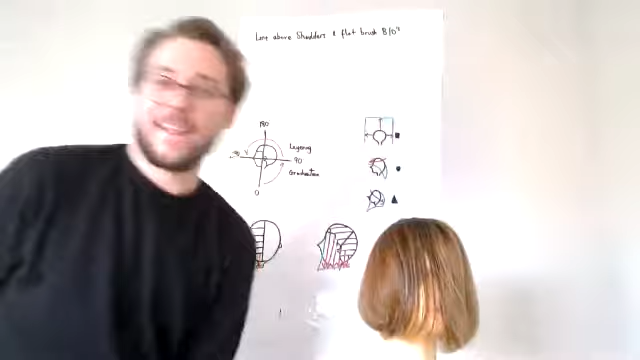 Line above Shoulders & flat brush B/D°
180
Layering
90
Graduation
0